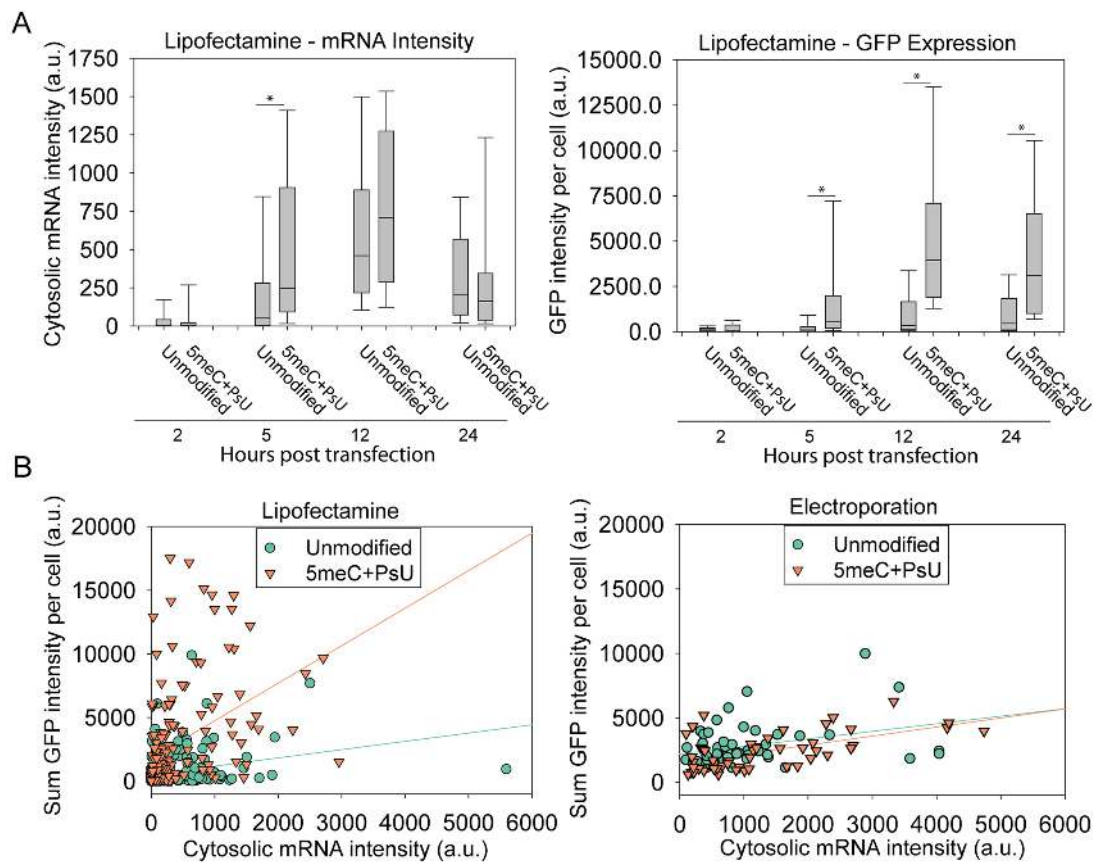 A
Lipofectamine - mRNA Intensity
Cytosolic mRNA intensity (a.u.)
1750
1500
1250
1000
750
500
250
0
Unmodified
5meC+PsU
Unmodified
5meC+PsU
Unmodified
5meC+PsU
Unmodified
5meC+PsU
*
2
5
12
24
Hours post transfection
Lipofectamine - GFP Expression
GFP intensity per cell (a.u.)
15000.0
12500.0
10000.0
7500.0
5000.0
2500.0
0.0
*
*
*
Unmodified
5meC+PsU
Unmodified
5meC+PsU
Unmodified
5meC+PsU
Unmodified
5meC+PsU
2
5
12
24
Hours post transfection
B
Lipofectamine
Sum GFP intensity per cell (a.u.)
20000
15000
10000
5000
0
Unmodified
5meC+PsU
0 1000 2000 3000 4000 5000 6000
Cytosolic mRNA intensity (a.u.)
Electroporation
Sum GFP intensity per cell (a.u.)
20000
15000
10000
5000
0
Unmodified
5meC+PsU
0 1000 2000 3000 4000 5000 6000
Cytosolic mRNA intensity (a.u.)